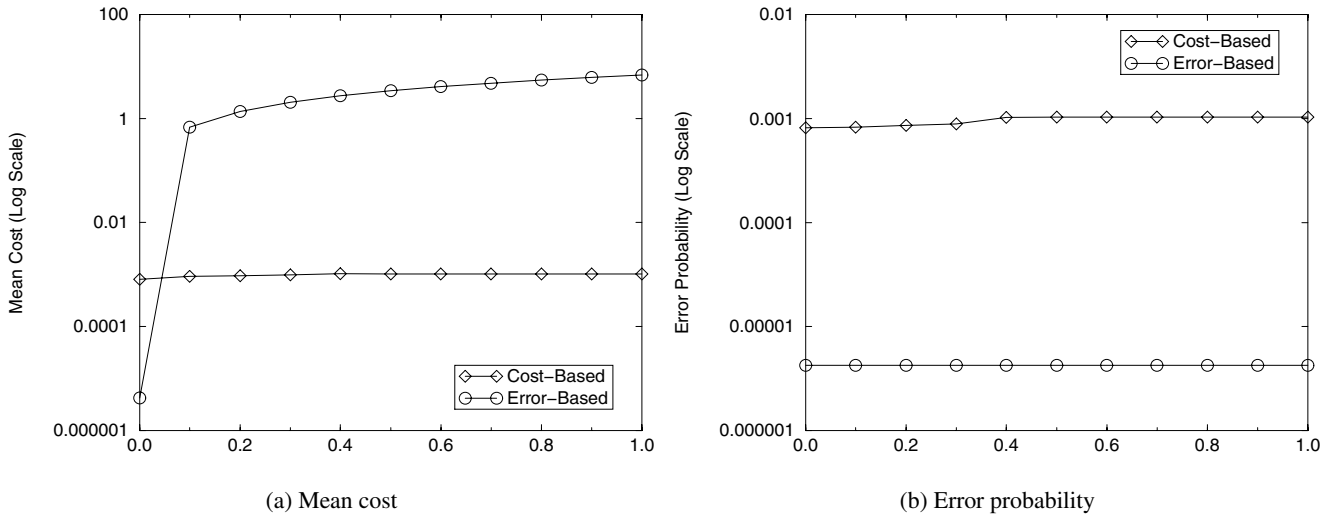 Mean Cost (Log Scale)
100
1
0.01
0.0001
0.000001
0.0
0.2
0.4
0.6
0.8
1.0
Cost−Based
Error−Based
(a) Mean cost
Error Probability (Log Scale)
0.01
0.001
0.0001
0.00001
0.000001
0.0
0.2
0.4
0.6
0.8
1.0
Cost−Based
Error−Based
(b) Error probability